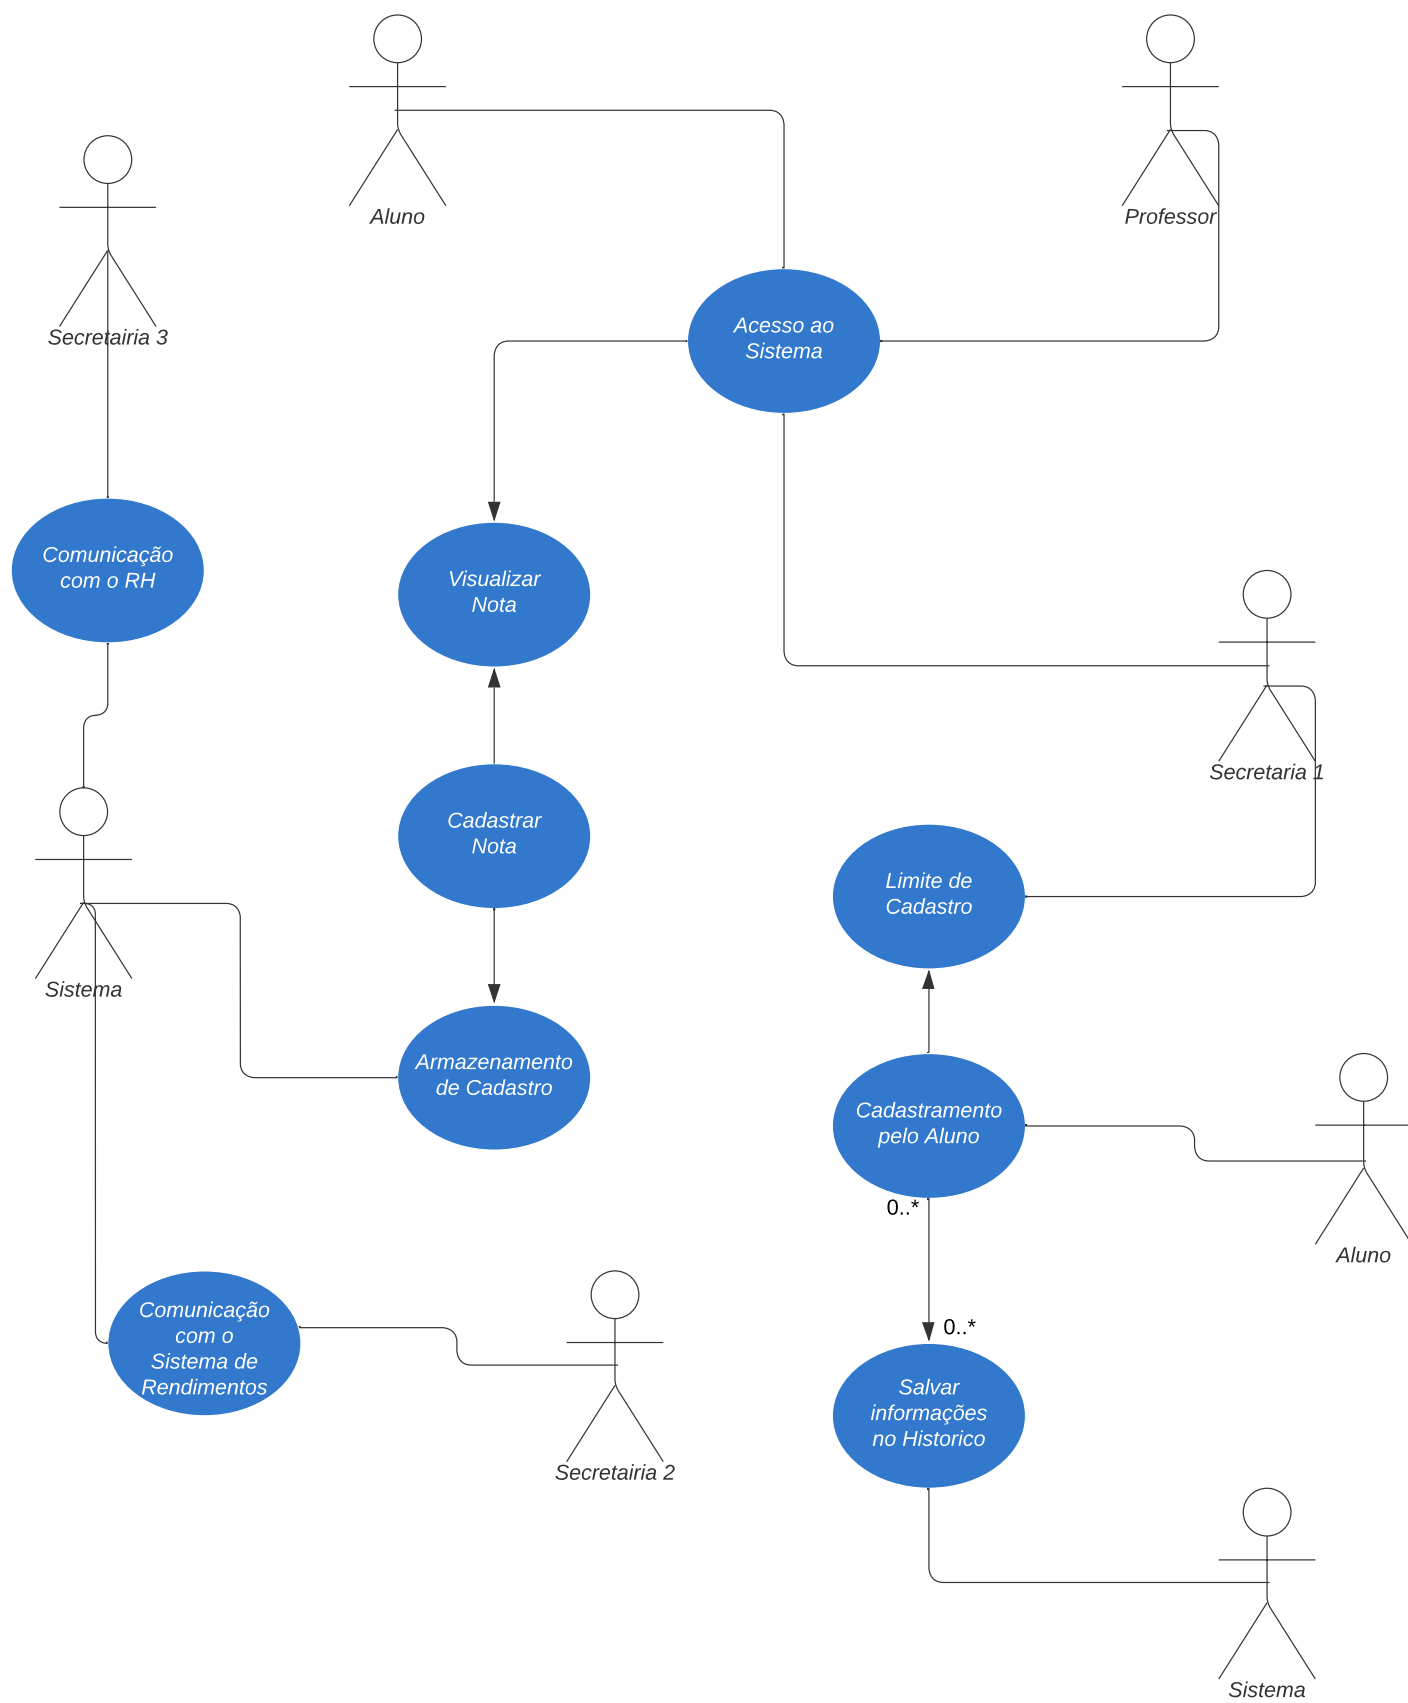 Aluno
Professor
Secretairia 3
Acesso ao
Sistema
Comunicação
com o RH
Visualizar
Nota
Secretaria 1
Cadastrar
Nota
Limite de
Cadastro
Sistema
Armazenamento
de Cadastro
Cadastramento
pelo Aluno
0..*
Aluno
Comunicação
com o
Sistema de
Rendimentos
0..*
Salvar
informações
no Historico
Secretairia 2
Sistema